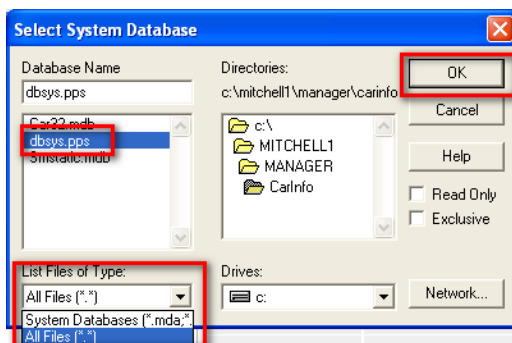 Select System Database
Database Name
dbsys.pps
Car32.mdb
dbsys.pps
Smstatic.mdb
List Files of Type:
All Files (*.*)
System Databases (*.mda;*.
All Files (*.*)
Directories:
c:\mitchell1\manager\carinfo
c:\
MITCHELL1
MANAGER
CarInfo
Drives:
c:
OK
Cancel
Help
Read Only
Exclusive
Network...